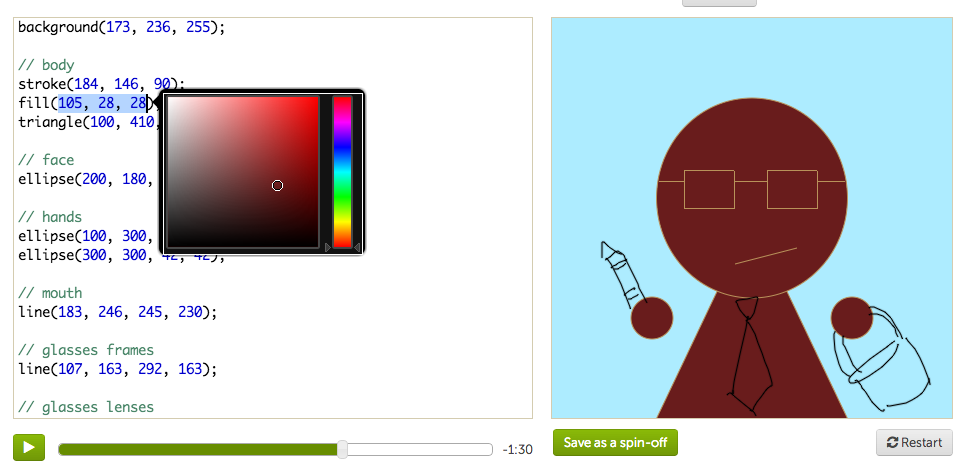 background(173, 236, 255);
// body
stroke(184, 146, 90);
fill(105, 28, 28)
triangle(100, 410,
// face
ellipse(200, 180,
// hands
ellipse(100, 300,
ellipse(300, 300, 42, 42);
// mouth
line(183, 246, 245, 230);
// glasses frames
line(107, 163, 292, 163);
// glasses lenses
-1:30
Save as a spin-off
Restart